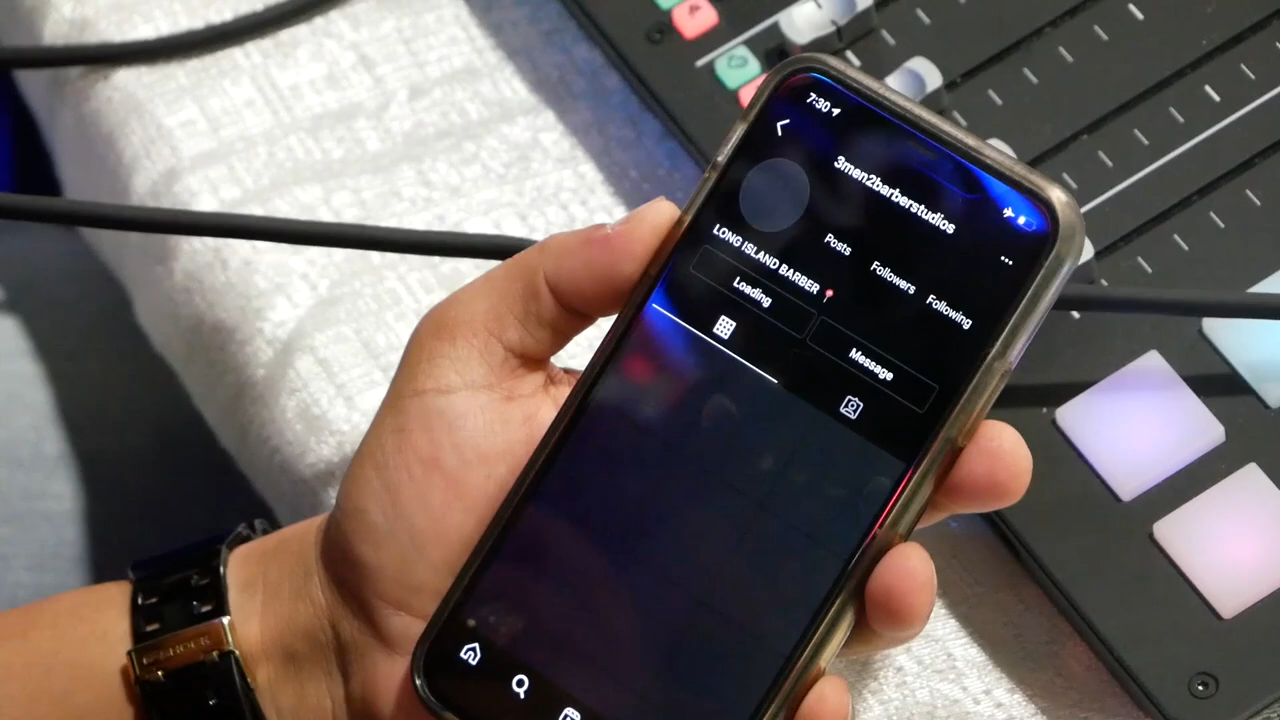 7:30
3men2barberstudios
Posts
Followers
Following
LONG ISLAND BARBER📍
Loading
Message
G-SHOCK